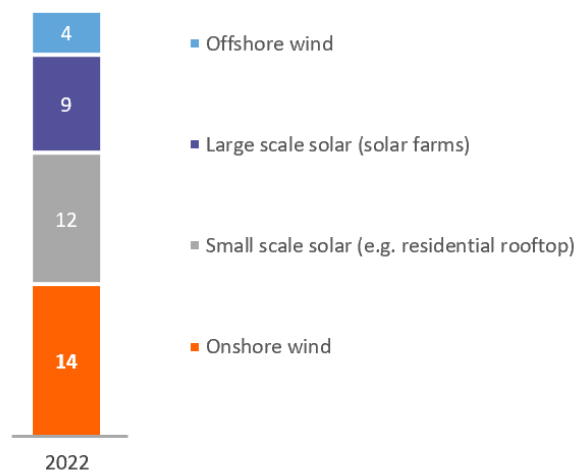 4
Offshore wind
9
Large scale solar (solar farms)
12
Small scale solar (e.g. residential rooftop)
14
Onshore wind
2022